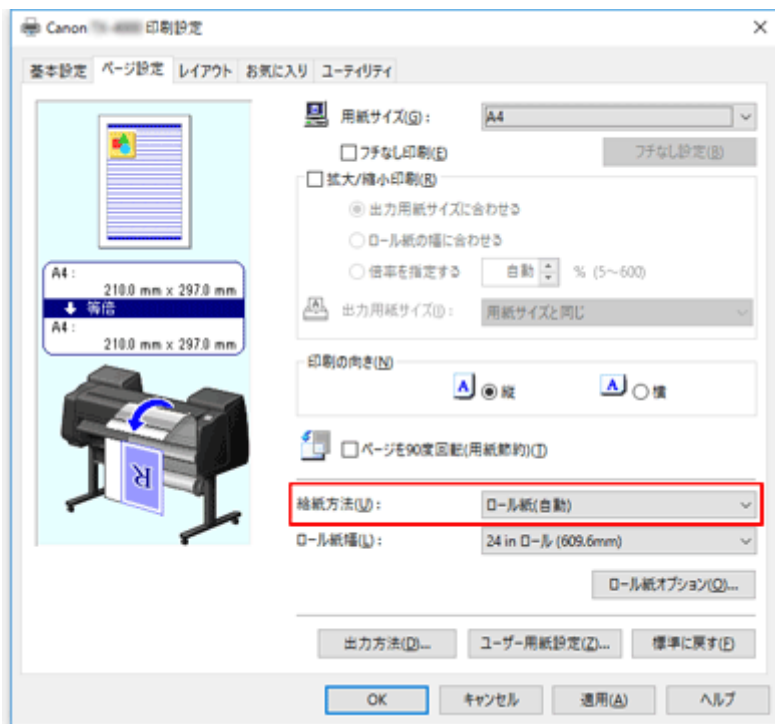 Canon 印刷設定
基本設定 ページ設定 レイアウト お気に入り ユーティリティ
用紙サイズ(G) : A4
フチなし印刷(E) フチなし設定(B)
拡大/縮小印刷(R)
出力用紙サイズに合わせる
ロール紙の幅に合わせる
倍率を指定する 自動 % (5～600)
出力用紙サイズ(I) : 用紙サイズと同じ
A4 :
210.0 mm x 297.0 mm
等倍
A4 :
210.0 mm x 297.0 mm
印刷の向き(N)
A 縦 A 横
ページを90度回転(用紙節約)(T)
R
給紙方法(U) : ロール紙(自動)
ロール紙幅(L) : 24 in ロール (609.6mm)
ロール紙オプション(O)...
出力方法(D)... ユーザー用紙設定(Z)... 標準に戻す(F)
OK キャンセル 適用(A) ヘルプ